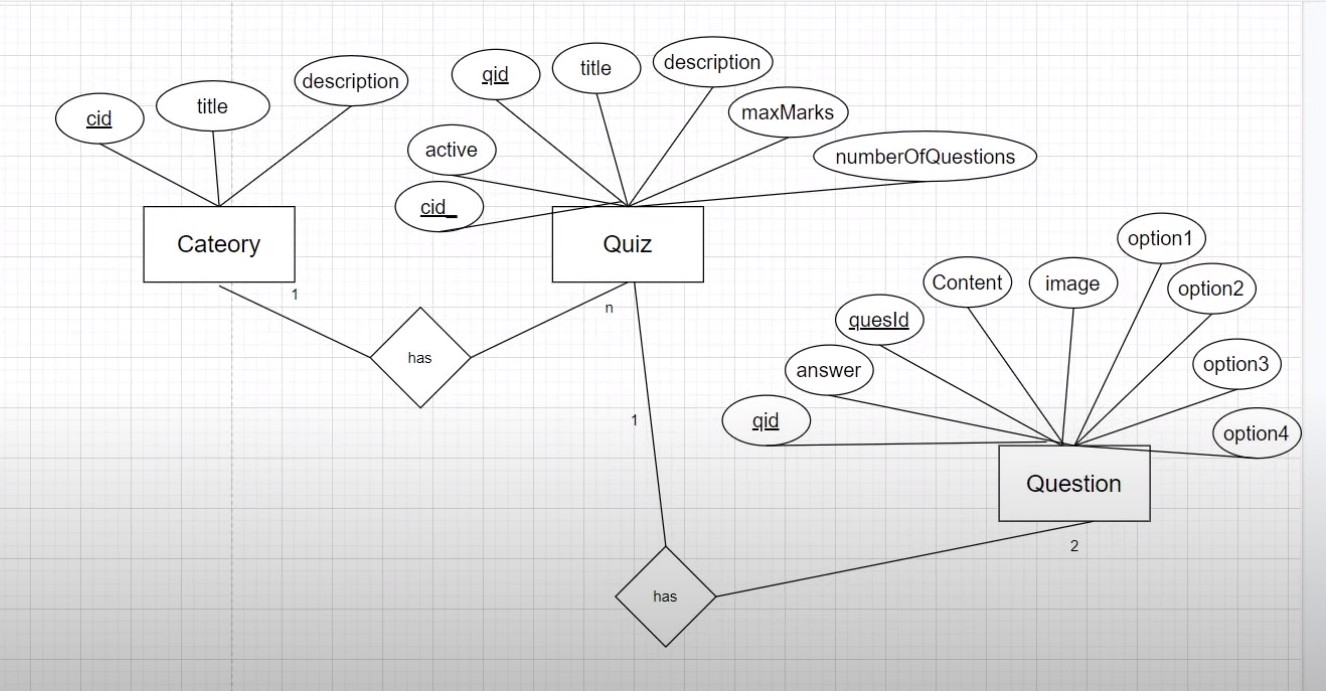 cid
title
description
Cateory
1
has
qid
title
description
maxMarks
numberOfQuestions
active
cid_
Quiz
n
1
has
Content
image
option1
option2
option3
option4
quesId
answer
qid
Question
2